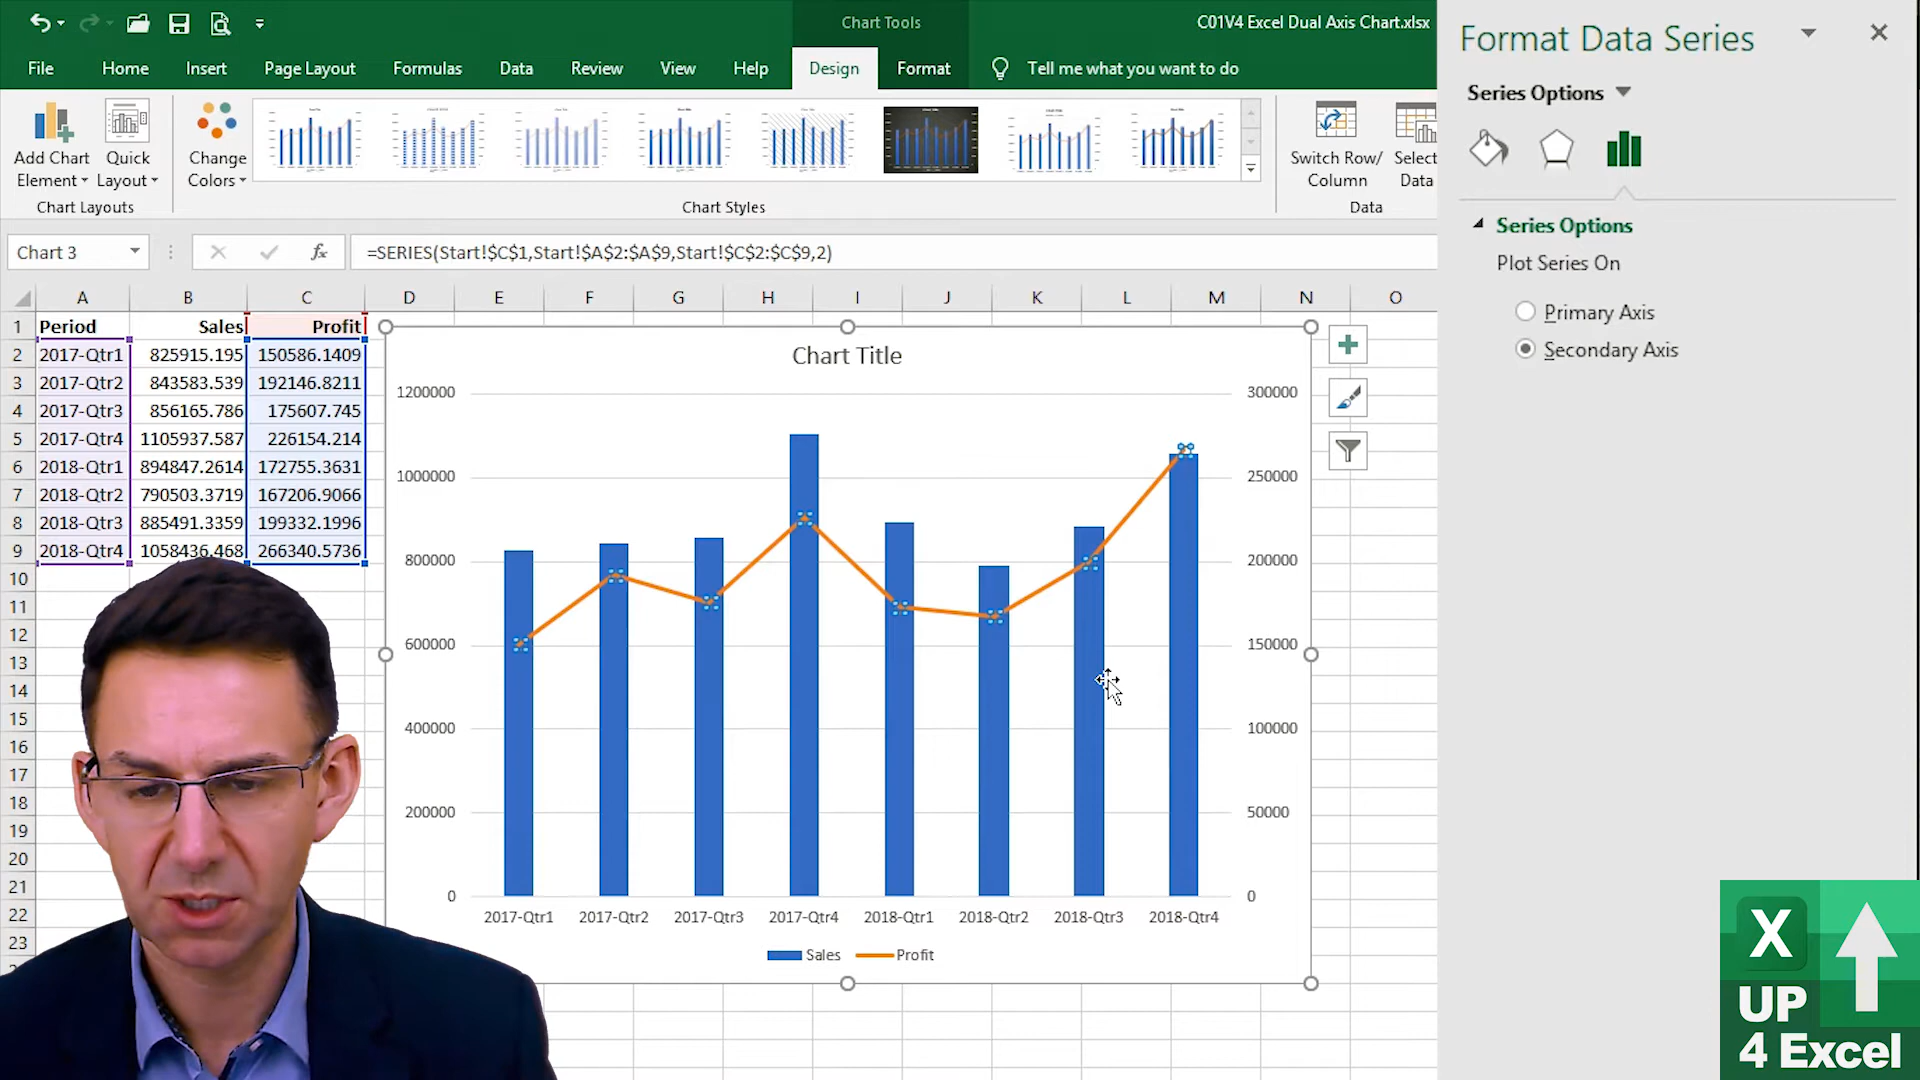 Chart Tools
C01V4 Excel Dual Axis Chart.xlsx
File Home Insert Page Layout Formulas Data Review View Help Design Format Tell me what you want to do
Add Chart Element
Quick Layout
Chart Layouts
Change Colors
Chart Styles
Switch Row/ Column
Select Data
Data
Chart 3
fx
=SERIES(Start!$C$1,Start!$A$2:$A$9,Start!$C$2:$C$9,2)
A B C D E F G H I J K L M N O
1 Period Sales Profit
2 2017-Qtr1 825915.195 150586.1409
3 2017-Qtr2 843583.539 192146.8211
4 2017-Qtr3 856165.786 175607.745
5 2017-Qtr4 1105937.587 226154.214
6 2018-Qtr1 894847.2614 172755.3631
7 2018-Qtr2 790503.3719 167206.9066
8 2018-Qtr3 885491.3359 199332.1996
9 2018-Qtr4 1058436.468 266340.5736
10
11
12
13
14
15
16
17
18
19
20
21
22
23
Chart Title
1200000 300000
1000000 250000
800000 200000
600000 150000
400000 100000
200000 50000
0 0
2017-Qtr1 2017-Qtr2 2017-Qtr3 2017-Qtr4 2018-Qtr1 2018-Qtr2 2018-Qtr3 2018-Qtr4
Sales Profit
Format Data Series
Series Options
Series Options
Plot Series On
Primary Axis
Secondary Axis
X
UP
4 Excel